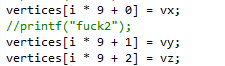 vertices[i * 9 + 0] = vx;
//printf("fuck2");
vertices[i * 9 + 1] = vy;
vertices[i * 9 + 2] = vz;